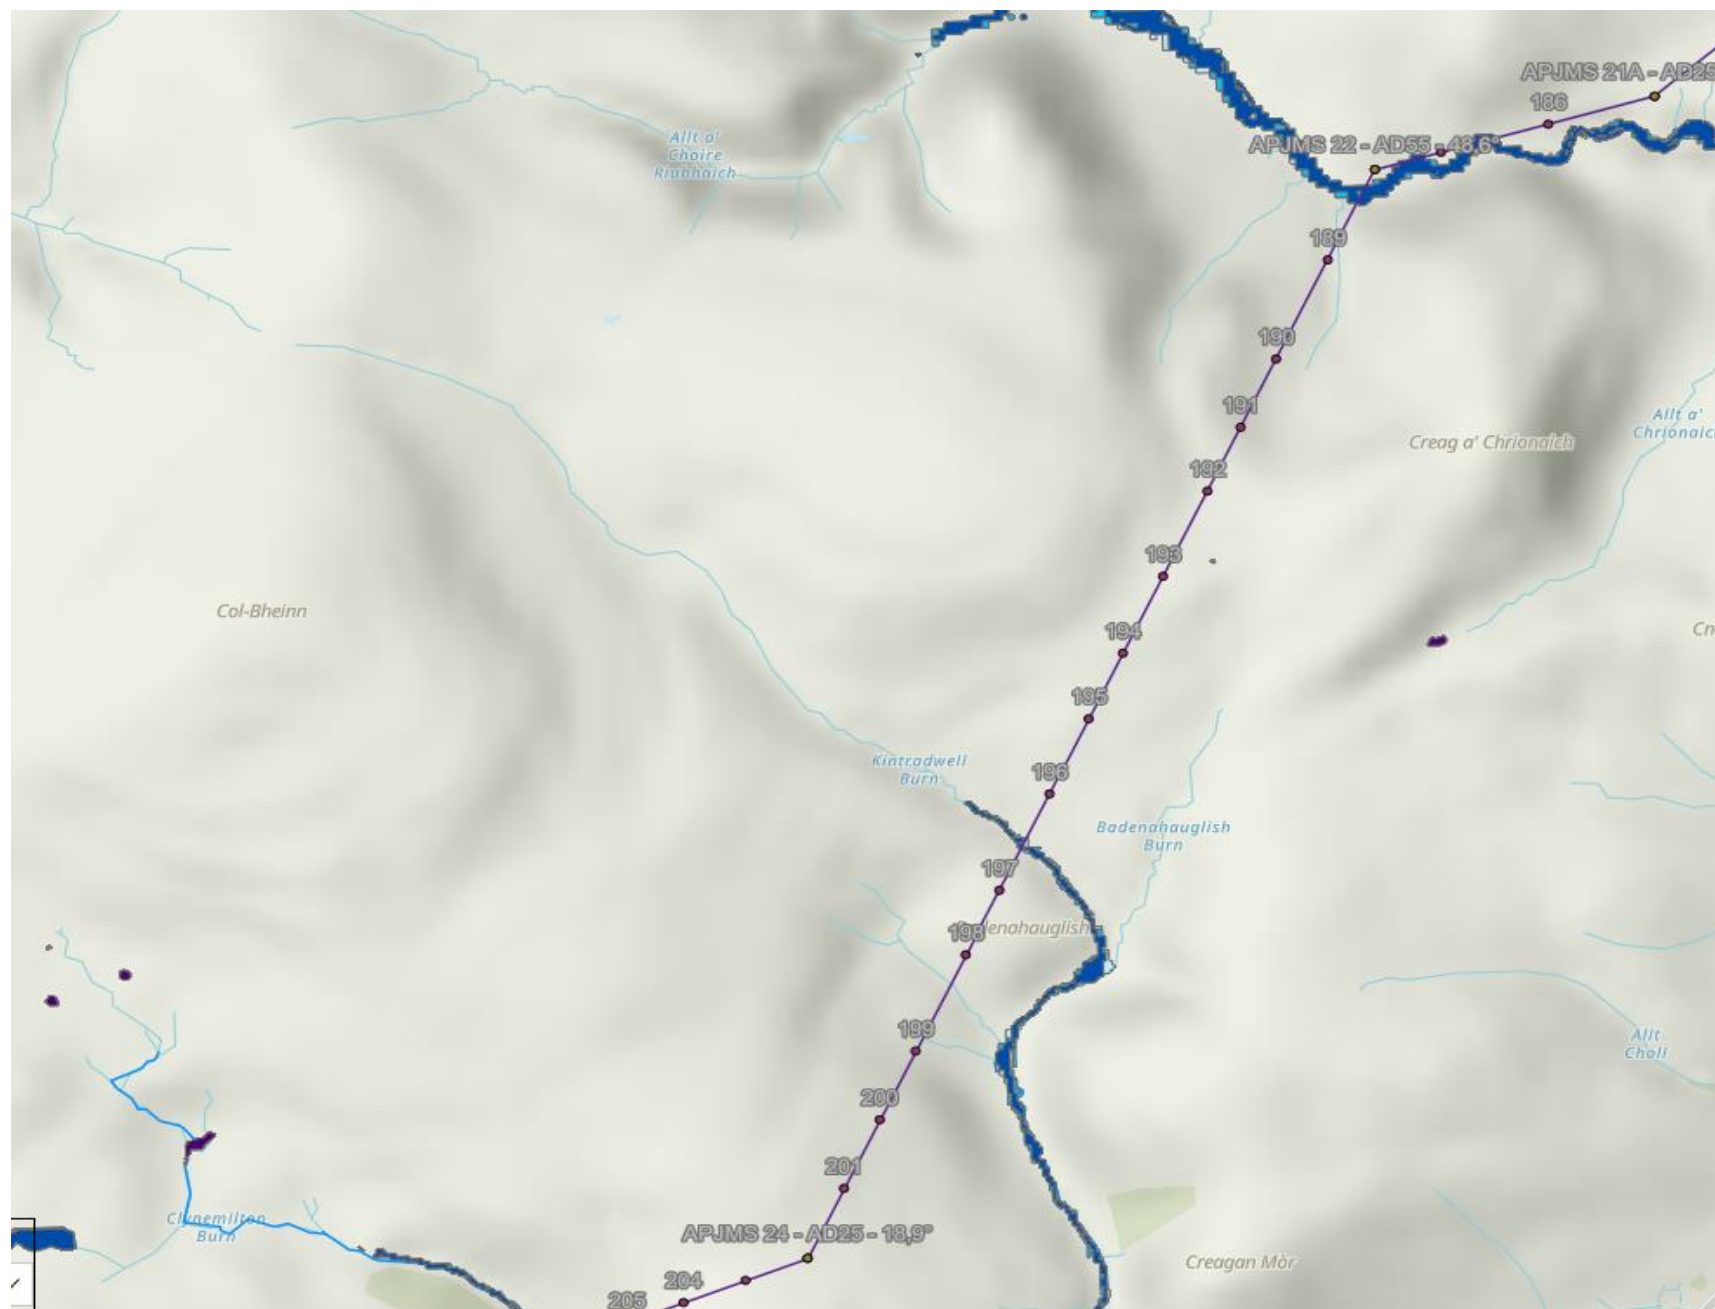 APJMS 21A - AD25
186
APJMS 22 - AD55 - 48,6°
Allt a'
Choire
Riabhaich
189
190
191
Allt a'
Chrionaich
Creag a' Chrionaich
192
193
Col-Bheinn
194
Cn
195
Kintradwell
Burn
196
Badenahauglish
Burn
197
198
denahauglish
199
Allt
Choll
200
201
Clynemilton
Burn
APJMS 24 - AD25 - 18,9°
Creagan Mòr
204
205